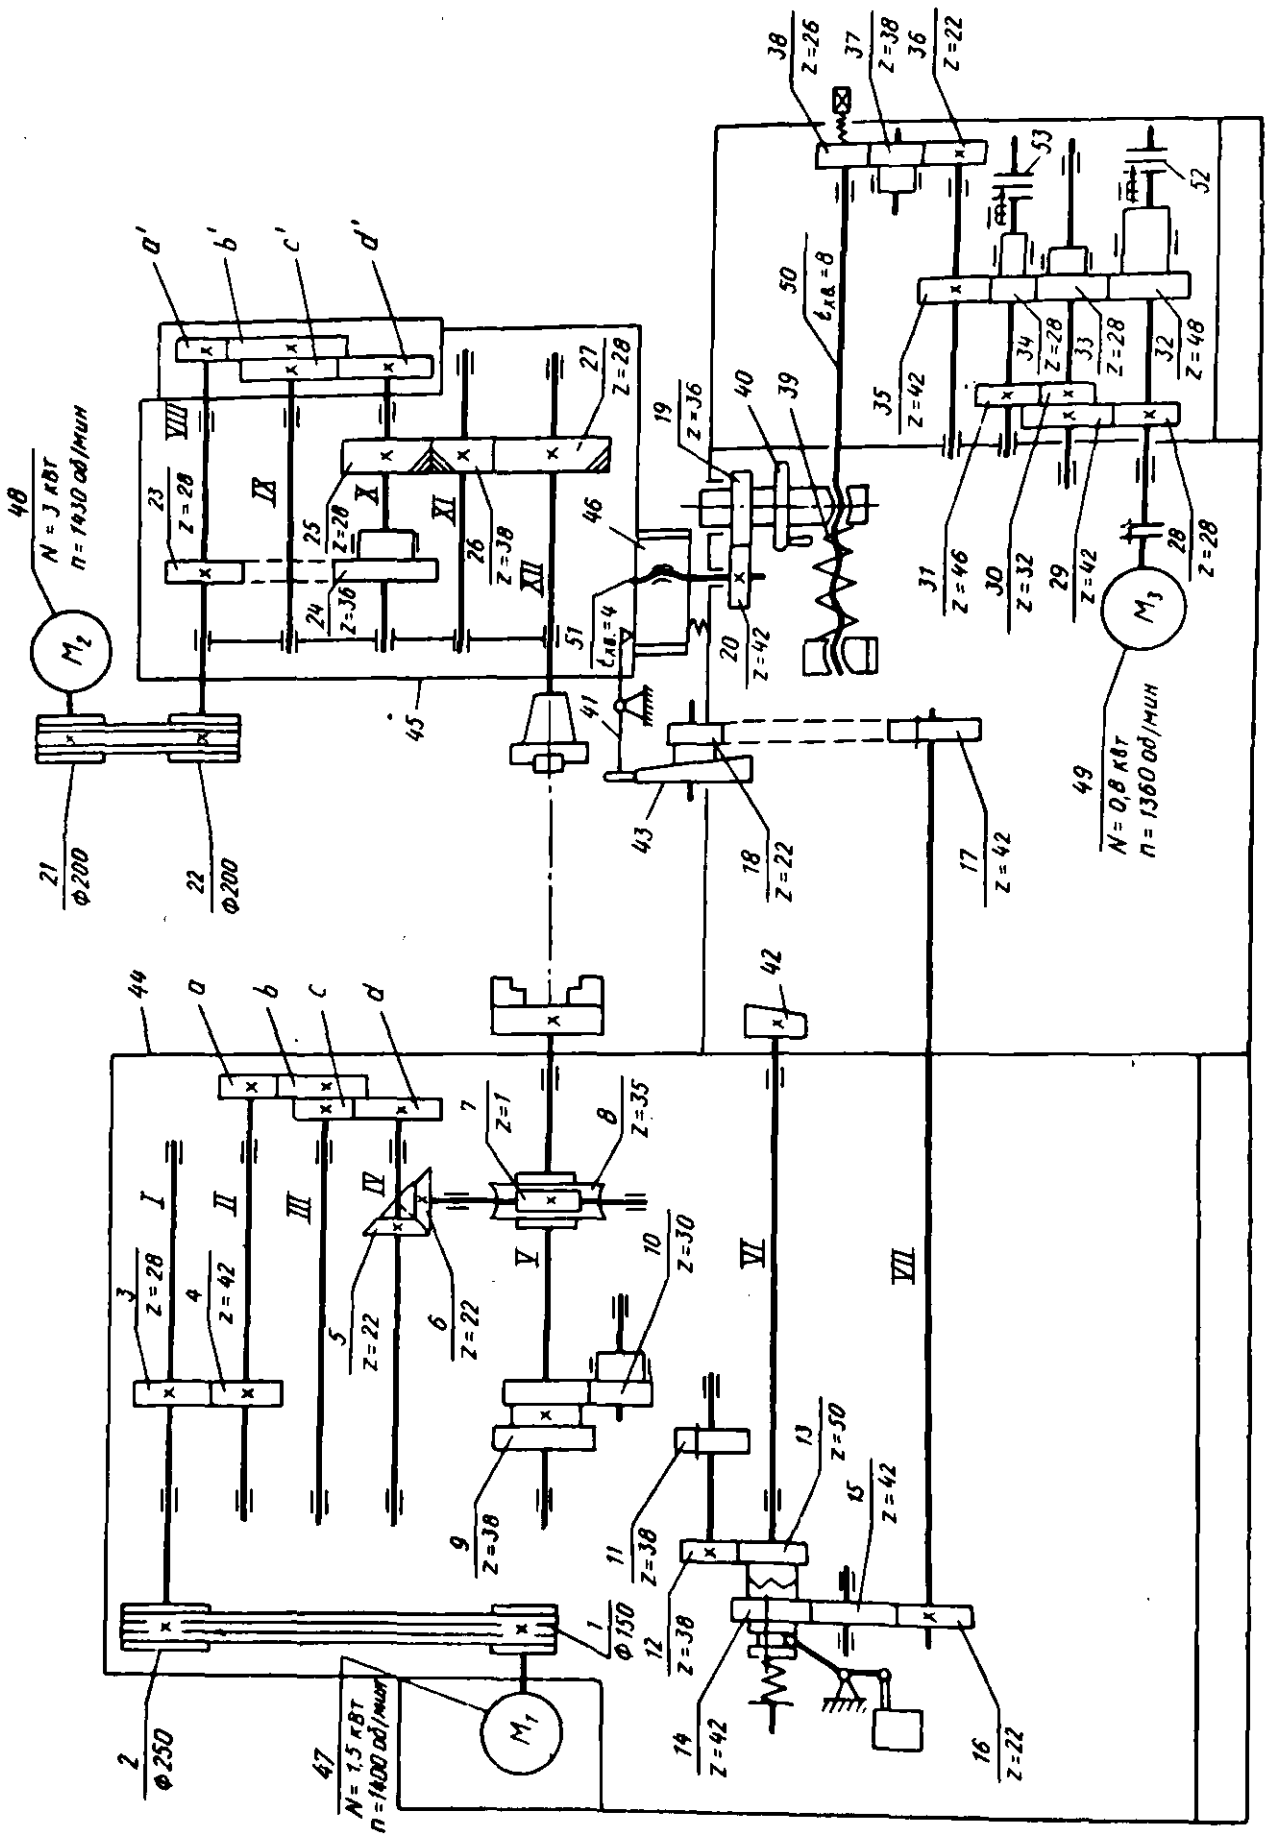 2
Φ250
47
N = 1,5 кВт
n = 1400 об/мин
M₁
1
Φ150
3
z=28
4
z=42
I
II
III
IV
44
a
b
c
d
5
z=22
6
z=22
7
z=1
8
z=35
V
9
z=38
10
z=30
11
z=38
12
z=38
13
z=50
14
z=42
15
z=42
16
z=22
VI
VII
42
21
Φ200
22
Φ200
M₂
48
N = 3 кВт
n = 1430 об/мин
23
z=28
VIII
IX
X
XI
XII
a'
b'
c'
d'
24
z=36
25
z=28
26
z=38
27
z=28
45
46
51
tхв.=4
41
43
18
z=22
17
z=42
19
z=36
20
z=42
40
39
50
tхв.=8
38
z=26
37
z=38
36
z=22
35
z=42
34
z=28
33
z=28
32
z=48
53
52
31
z=46
30
z=32
29
z=42
28
z=28
M₃
49
N = 0,8 кВт
n = 1360 об/мин